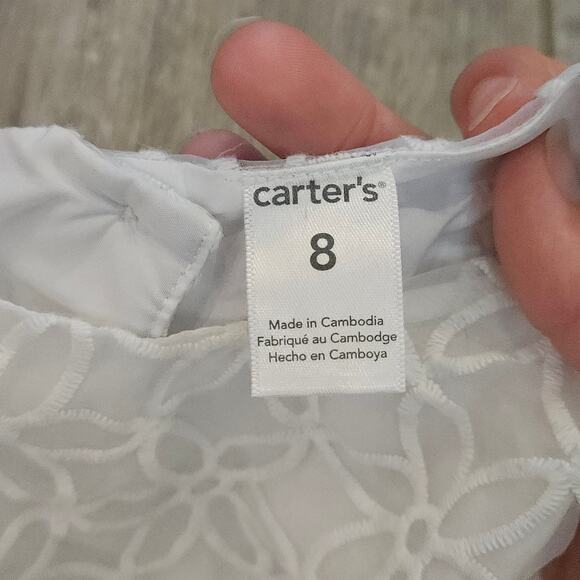 carter's®
8
Made in Cambodia
Fabriqué au Cambodge
Hecho en Camboya